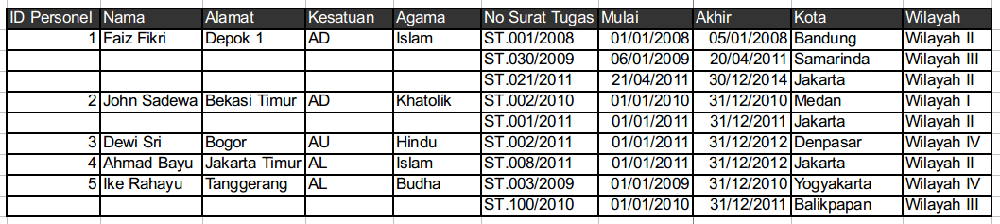 ID Personel Nama Alamat Kesatuan Agama No Surat Tugas Mulai Akhir Kota Wilayah
1 Faiz Fikri Depok 1 AD Islam ST.001/2008 01/01/2008 05/01/2008 Bandung Wilayah II
ST.030/2009 06/01/2009 20/04/2011 Samarinda Wilayah III
ST.021/2011 21/04/2011 30/12/2014 Jakarta Wilayah II
2 John Sadewa Bekasi Timur AD Khatolik ST.002/2010 01/01/2010 31/12/2010 Medan Wilayah I
ST.001/2011 01/01/2011 31/12/2011 Jakarta Wilayah II
3 Dewi Sri Bogor AU Hindu ST.002/2011 01/01/2011 31/12/2012 Denpasar Wilayah IV
4 Ahmad Bayu Jakarta Timur AL Islam ST.008/2011 01/01/2011 31/12/2012 Jakarta Wilayah II
5 Ike Rahayu Tanggerang AL Budha ST.003/2009 01/01/2009 31/12/2010 Yogyakarta Wilayah IV
ST.100/2010 01/01/2010 31/12/2011 Balikpapan Wilayah III